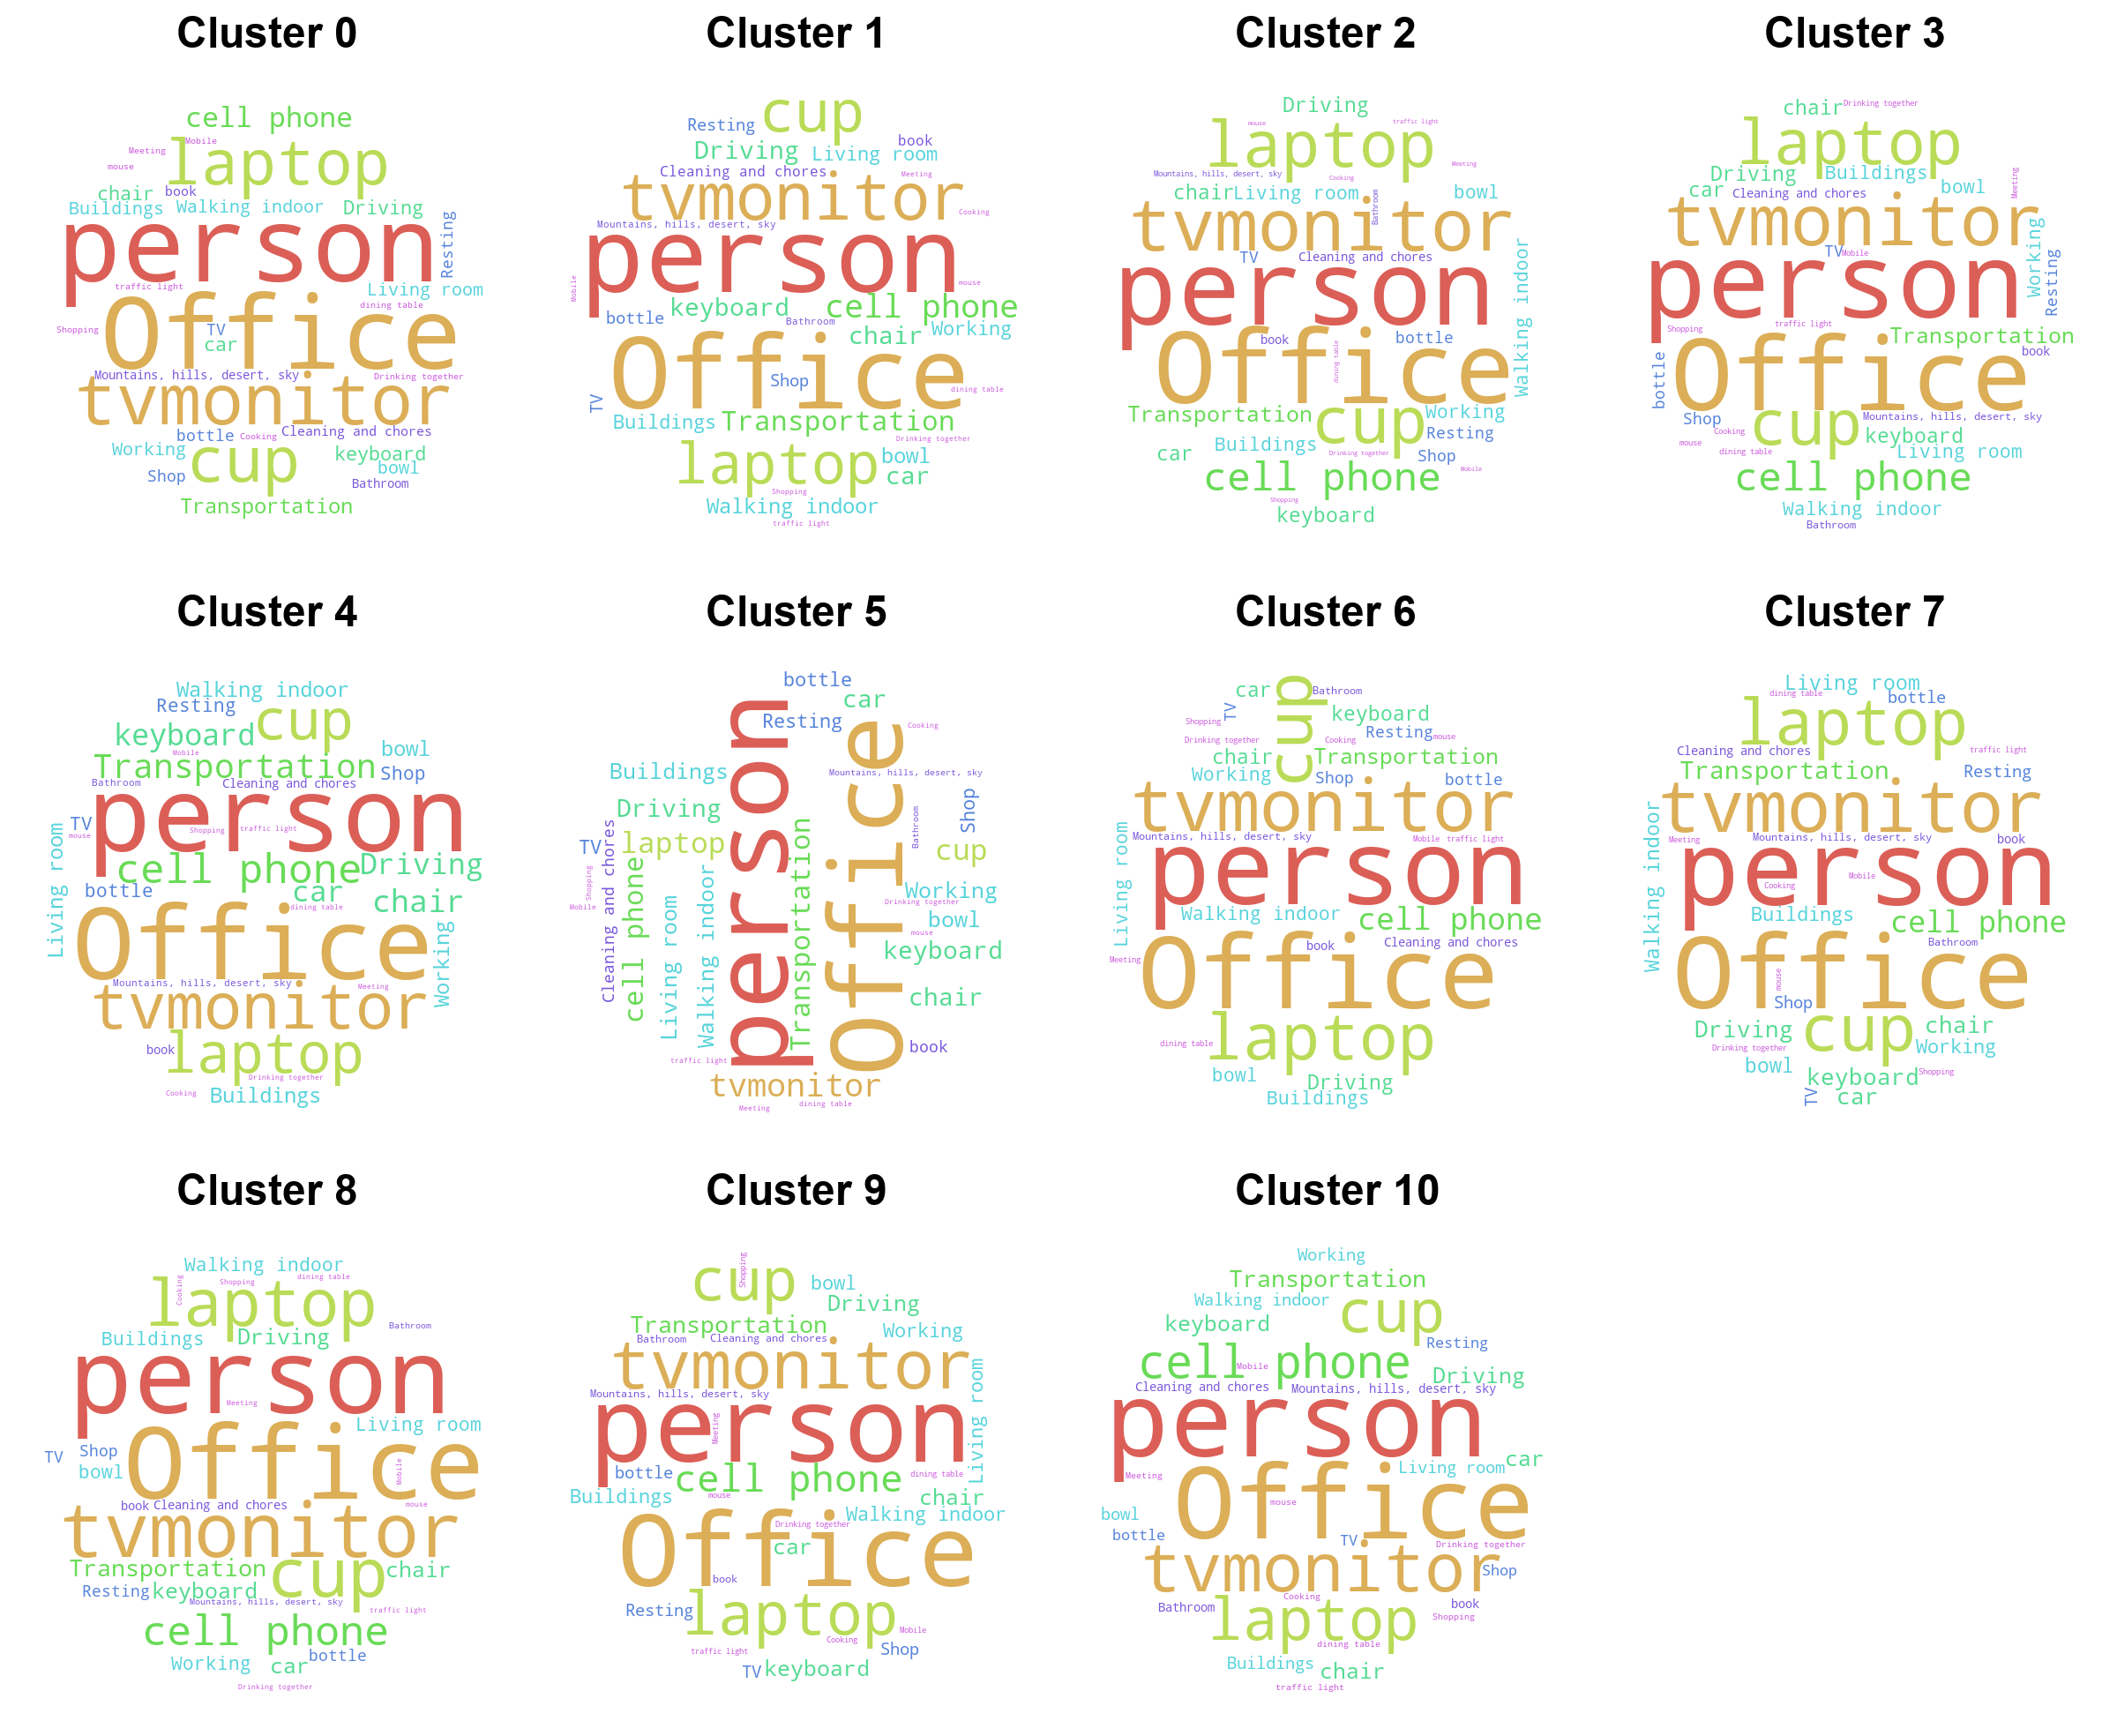 Cluster 0
cell phone
Mobile
Meeting
laptop
mouse
chair
book
Buildings
Walking indoor
Driving
person
Resting
traffic light
Living room
dining table
Shopping
Office
TV
car
Mountains, hills, desert, sky
Drinking together
tvmonitor
bottle
Cooking
Cleaning and chores
Working
cup
keyboard
bowl
Shop
Bathroom
Transportation
Cluster 1
cup
Resting
book
Driving
Living room
Cleaning and chores
Meeting
tvmonitor
Cooking
Mountains, hills, desert, sky
person
Mobile
mouse
keyboard
cell phone
bottle
Bathroom
chair
Working
Office
Shop
dining table
TV
Buildings
Transportation
Drinking together
laptop
bowl
car
Shopping
Walking indoor
traffic light
Cluster 2
Driving
mouse
traffic light
laptop
Meeting
Mountains, hills, desert, sky
Cooking
chair
Living room
Bathroom
bowl
tvmonitor
TV
Cleaning and chores
person
Walking indoor
Office
book
bottle
dining table
Transportation
cup
Working
Buildings
Resting
car
Drinking together
Shop
cell phone
Mobile
Shopping
keyboard
Cluster 3
chair
Drinking together
laptop
Driving
Buildings
car
Cleaning and chores
bowl
Meeting
tvmonitor
TV
Mobile
Working
Resting
person
Shopping
traffic light
Transportation
Office
book
bottle
Shop
cup
Mountains, hills, desert, sky
Cooking
mouse
keyboard
dining table
Living room
cell phone
Walking indoor
Bathroom
Cluster 4
Walking indoor
Resting
cup
keyboard
Mobile
bowl
Transportation
Shop
Bathroom
Cleaning and chores
person
TV
mouse
Shopping
traffic light
Living room
cell phone
Driving
bottle
car
chair
dining table
Office
Working
Mountains, hills, desert, sky
Meeting
tvmonitor
laptop
book
Drinking together
Cooking
Buildings
Cluster 5
bottle
car
Resting
Cooking
person
Office
Buildings
Mountains, hills, desert, sky
Driving
Shop
Bathroom
TV
laptop
cup
Cleaning and chores
Shopping
Mobile
cell phone
Living room
Walking indoor
Transportation
Working
Drinking together
bowl
mouse
keyboard
chair
book
traffic light
tvmonitor
Meeting
dining table
Cluster 6
car
cup
Bathroom
TV
Shopping
keyboard
Resting
mouse
Drinking together
Cooking
chair
Transportation
Working
Shop
bottle
tvmonitor
Mountains, hills, desert, sky
Mobile
traffic light
person
Living room
Walking indoor
cell phone
book
Cleaning and chores
Meeting
Office
laptop
dining table
bowl
Driving
Buildings
Cluster 7
Living room
dining table
bottle
laptop
Cleaning and chores
traffic light
Transportation
Resting
tvmonitor
Meeting
Mountains, hills, desert, sky
book
person
Cooking
Mobile
Walking indoor
Buildings
cell phone
Bathroom
Office
mouse
Shop
Driving
cup
chair
Drinking together
Working
bowl
keyboard
Shopping
TV
car
Cluster 8
Walking indoor
Cooking
Shopping
dining table
laptop
Bathroom
Buildings
Driving
person
Meeting
Living room
TV
Shop
bowl
Office
Mobile
book
Cleaning and chores
mouse
tvmonitor
Transportation
cup
chair
Resting
keyboard
Mountains, hills, desert, sky
traffic light
cell phone
Working
car
bottle
Drinking together
Cluster 9
Shopping
cup
bowl
Driving
Transportation
Bathroom
Cleaning and chores
Working
tvmonitor
Mountains, hills, desert, sky
Living room
person
Meeting
bottle
cell phone
dining table
Buildings
mouse
chair
Walking indoor
Office
Drinking together
car
book
Resting
laptop
Mobile
Cooking
traffic light
Shop
TV
keyboard
Cluster 10
Working
Transportation
Walking indoor
cup
keyboard
Resting
cell phone
Mobile
Driving
Cleaning and chores
Mountains, hills, desert, sky
person
Meeting
Living room
car
Office
mouse
bowl
bottle
TV
Drinking together
tvmonitor
Shop
Cooking
Bathroom
laptop
book
Shopping
dining table
Buildings
chair
traffic light